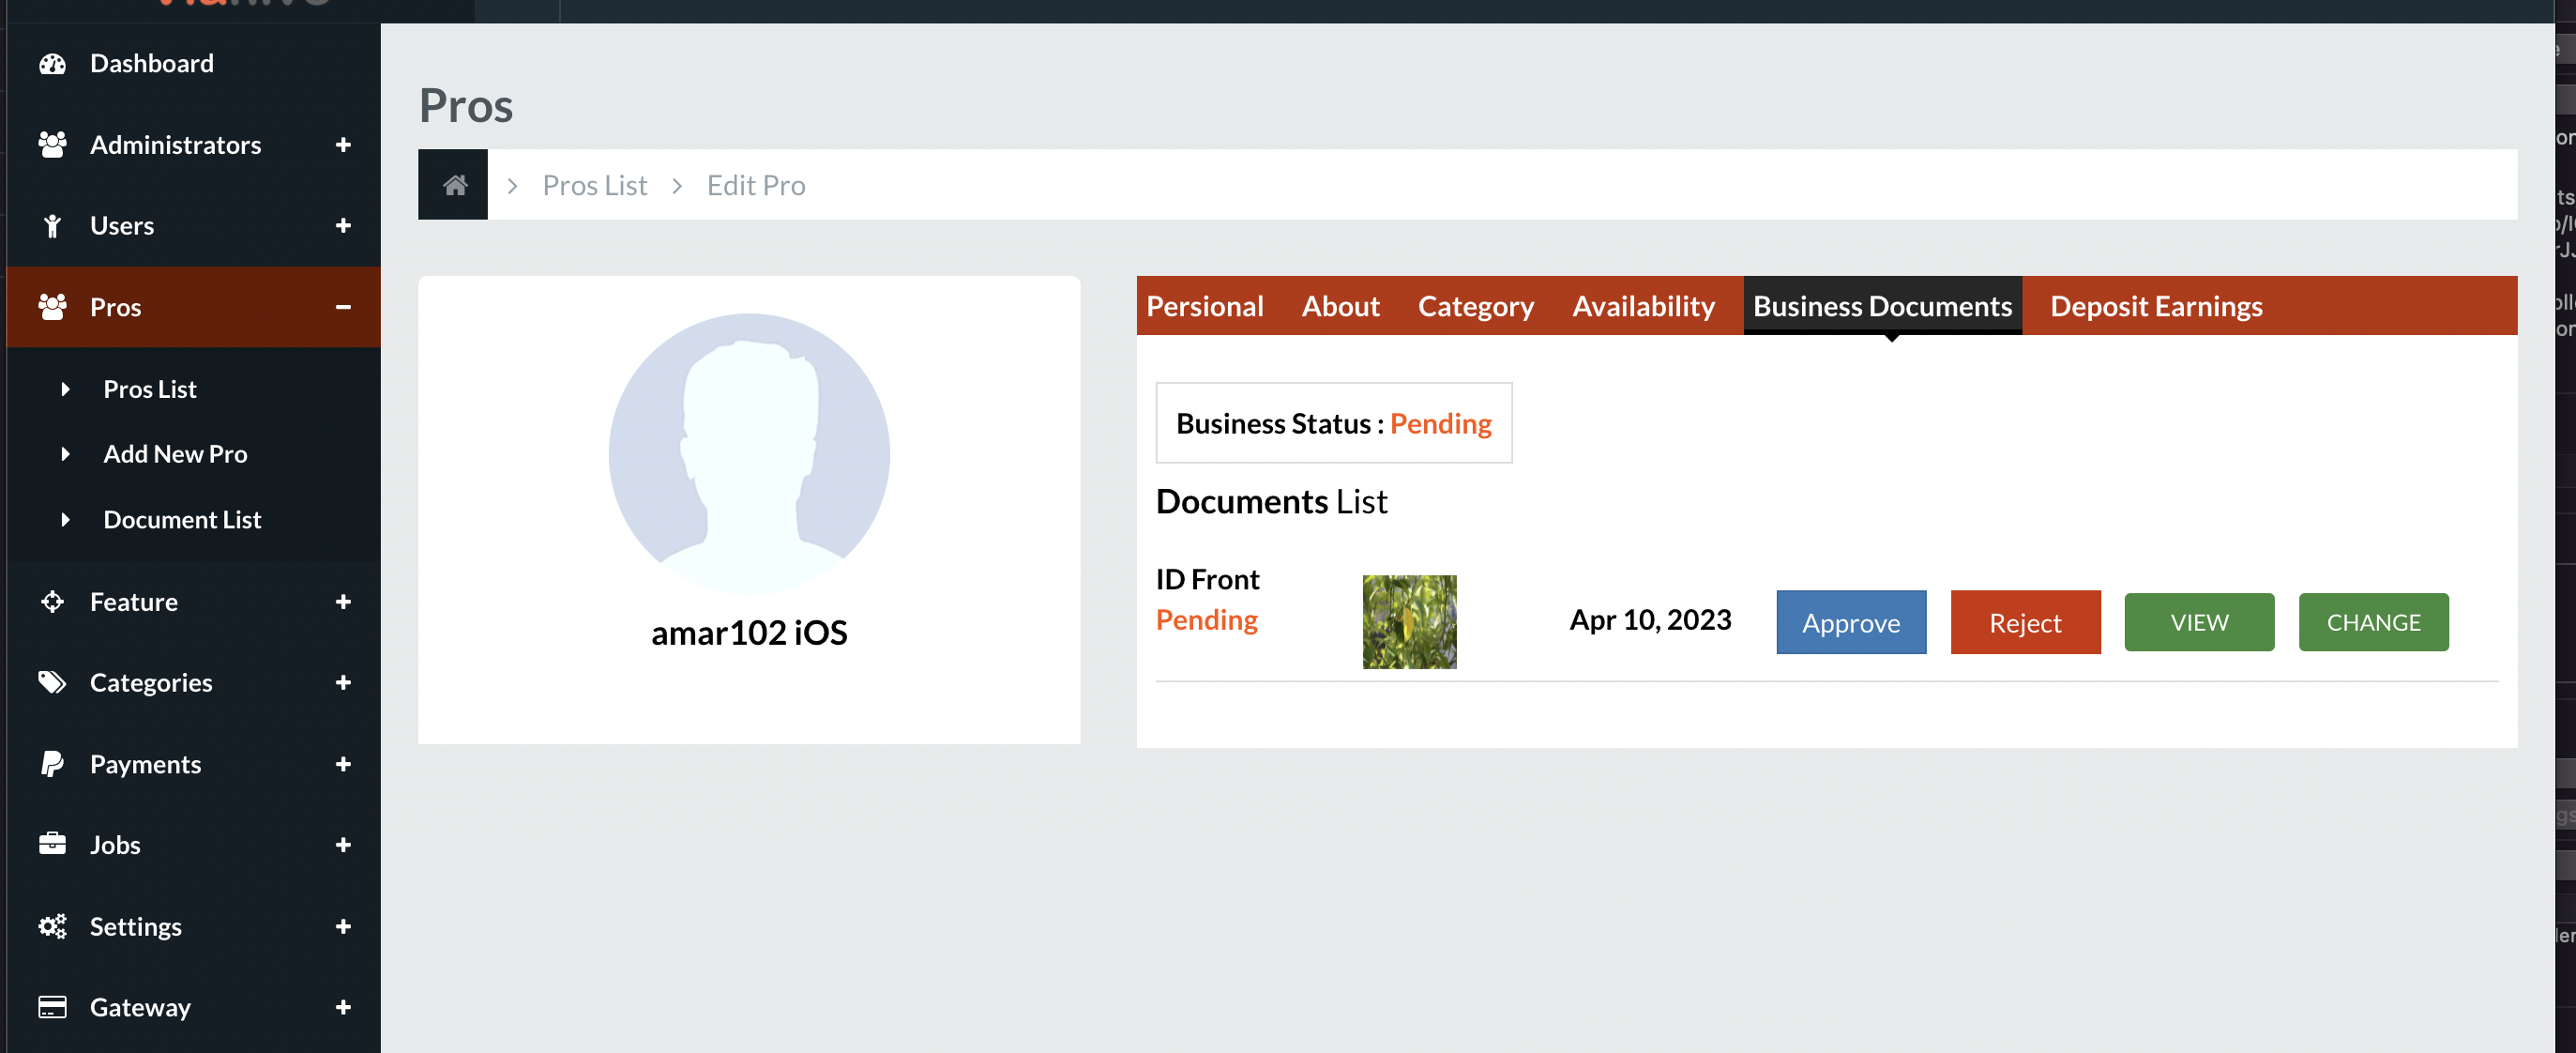 Dashboard
Administrators
Users
Pros
Pros List
Add New Pro
Document List
Feature
Categories
Payments
Jobs
Settings
Gateway
Pros
Pros List
Edit Pro
amar102 iOS
Persional
About
Category
Availability
Business Documents
Deposit Earnings
Business Status : Pending
Documents List
ID Front
Pending
Apr 10, 2023
Approve
Reject
VIEW
CHANGE